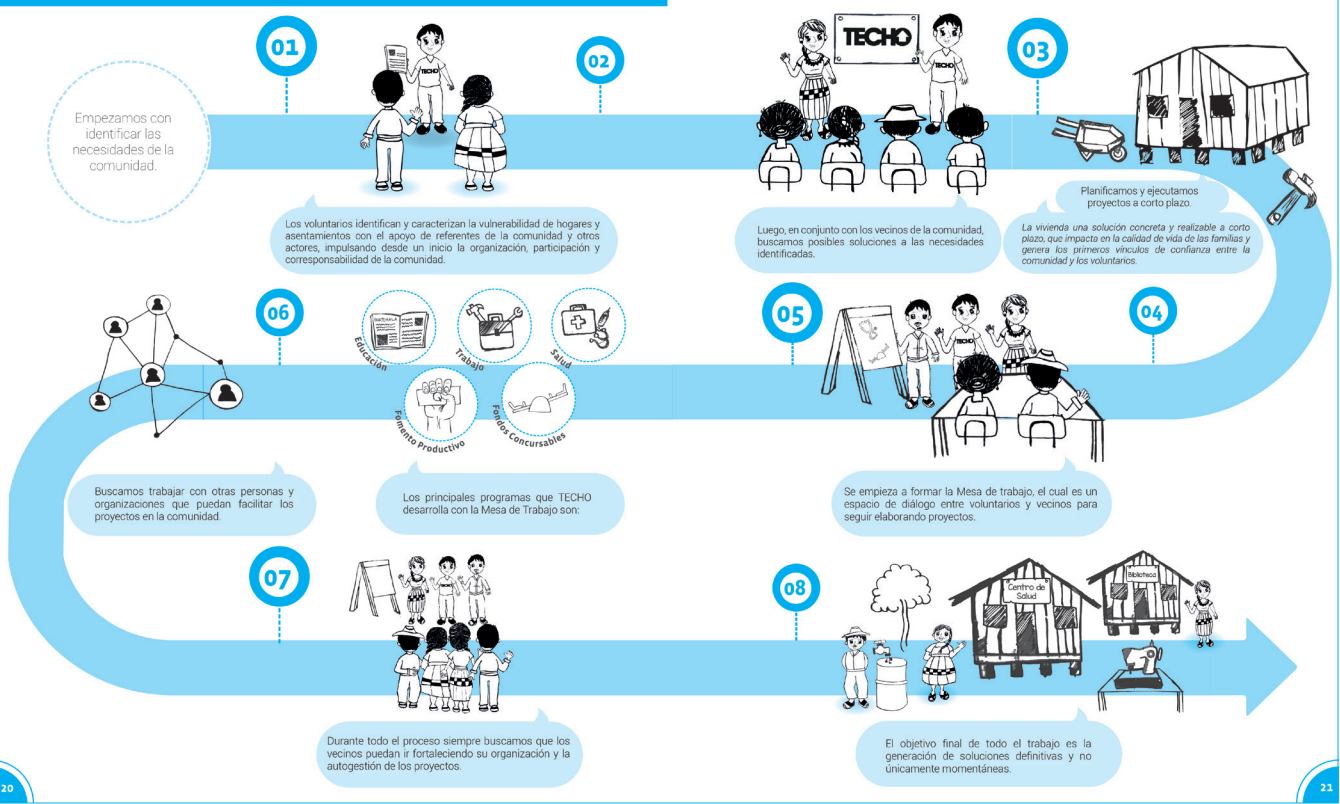 Empezamos con
identificar las
necesidades de la
comunidad.
01
TECHO
Los voluntarios identifican y caracterizan la vulnerabilidad de hogares y
asentamientos con el apoyo de referentes de la comunidad y otros
actores, impulsando desde un inicio la organización, participación y
corresponsabilidad de la comunidad.
02
TECHO
TECHO
Luego, en conjunto con los vecinos de la comunidad,
buscamos posibles soluciones a las necesidades
identificadas.
03
Planificamos y ejecutamos
proyectos a corto plazo.
La vivienda una solución concreta y realizable a corto
plazo, que impacta en la calidad de vida de las familias y
genera los primeros vínculos de confianza entre la
comunidad y los voluntarios.
04
TECHO
Se empieza a formar la Mesa de trabajo, el cual es un
espacio de diálogo entre voluntarios y vecinos para
seguir elaborando proyectos.
05
Educación
Trabajo
Salud
Fomento Productivo
Fondos Concursables
Los principales programas que TECHO
desarrolla con la Mesa de Trabajo son:
06
Buscamos trabajar con otras personas y
organizaciones que puedan facilitar los
proyectos en la comunidad.
07
Durante todo el proceso siempre buscamos que los
vecinos puedan ir fortaleciendo su organización y la
autogestión de los proyectos.
08
Centro de
Salud
Biblioteca
El objetivo final de todo el trabajo es la
generación de soluciones definitivas y no
únicamente momentáneas.
20
21